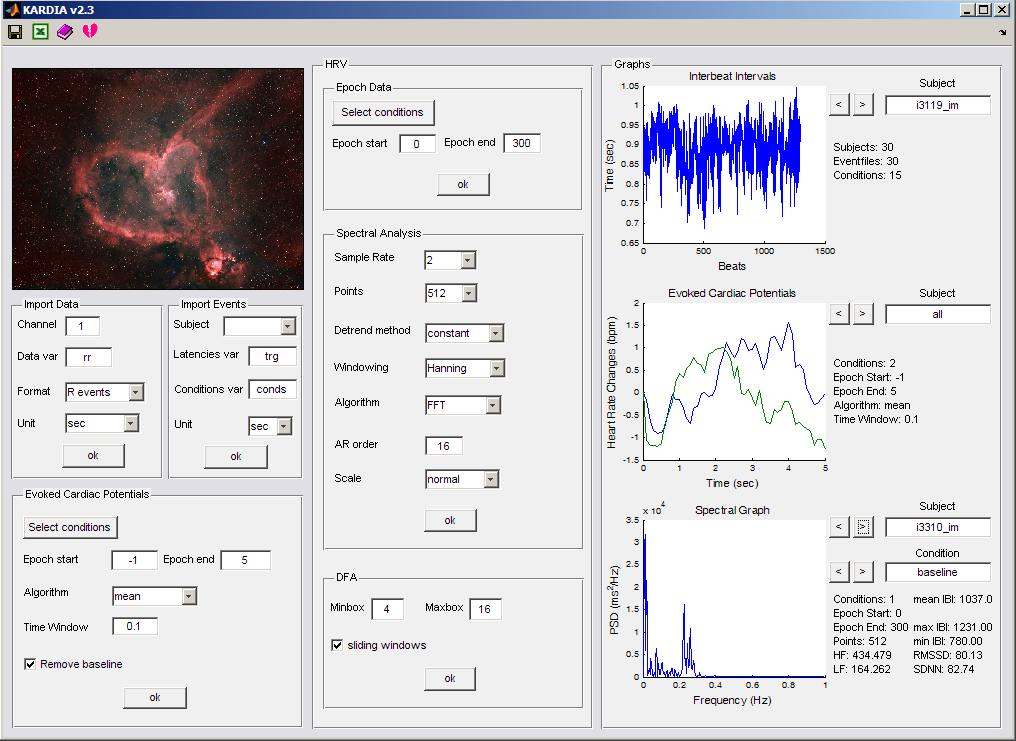 KARDIA v2.3
Import Data
Channel 1
Data var rr
Format R events
Unit sec
ok
Import Events
Subject
Latencies var trg
Conditions var conds
Unit sec
ok
Evoked Cardiac Potentials
Select conditions
Epoch start -1 Epoch end 5
Algorithm mean
Time Window 0.1
Remove baseline
ok
HRV
Epoch Data
Select conditions
Epoch start 0 Epoch end 300
ok
Spectral Analysis
Sample Rate 2
Points 512
Detrend method constant
Windowing Hanning
Algorithm FFT
AR order 16
Scale normal
ok
DFA
Minbox 4 Maxbox 16
sliding windows
ok
Graphs
Interbeat Intervals
Time (sec)
1.05
1
0.95
0.9
0.85
0.8
0.75
0.7
0.65
0 500 1000 1500
Beats
Subject
< > i3119_im
Subjects: 30
Eventfiles: 30
Conditions: 15
Evoked Cardiac Potentials
Heart Rate Changes (bpm)
2
1.5
1
0.5
0
-0.5
-1
-1.5
0 1 2 3 4 5
Time (sec)
Subject
< > all
Conditions: 2
Epoch Start: -1
Epoch End: 5
Algorithm: mean
Time Window: 0.1
x 10^4 Spectral Graph
PSD (ms²/Hz)
3.5
3
2.5
2
1.5
1
0.5
0
0 0.2 0.4 0.6 0.8 1
Frequency (Hz)
Subject
< > i3310_im
Condition
< > baseline
Conditions: 1 mean IBI: 1037.0
Epoch Start: 0
Epoch End: 300 max IBI: 1231.00
Points: 512 min IBI: 780.00
HF: 434.479 RMSSD: 80.13
LF: 164.262 SDNN: 82.74